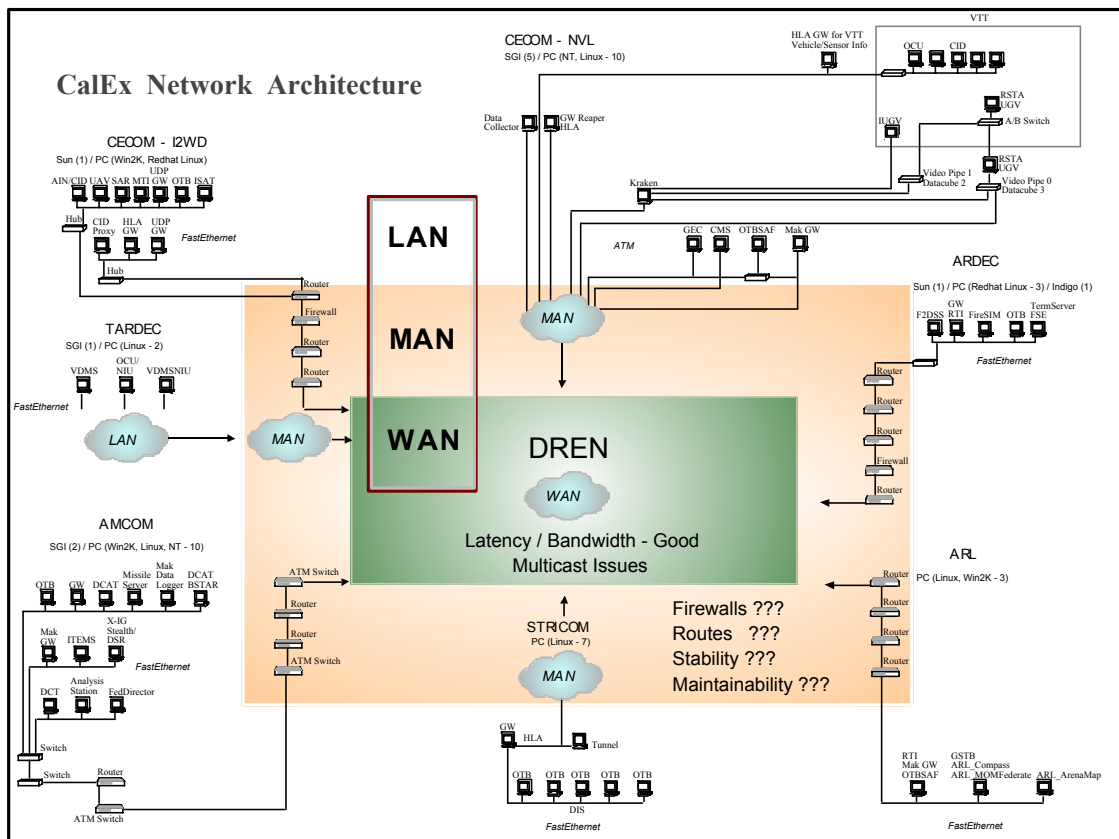 CalEx Network Architecture
CECOM - NVL
SGI (5) / PC (NT, Linux - 10)
HLA GW for VTT
Vehicle/Sensor Info
VTT
OCU
CID
RSTA
UGV
A/B Switch
IUGV
RSTA
UGV
Video Pipe 1
Datacube 2
Video Pipe 0
Datacube 3
Data
Collector
GW Reaper
HLA
Kraken
ATM
GEC
CMS
OTBSAF
Mak GW
MAN
CECOM - I2WD
Sun (1) / PC (Win2K, Redhat Linux)
AIN/CID
UAV
SAR
MTI
UDP
GW
OTB
ISAT
Hub
CID
Proxy
HLA
GW
UDP
GW
FastEthernet
Hub
Router
Firewall
Router
Router
LAN
MAN
WAN
TARDEC
SGI (1) / PC (Linux - 2)
VDMS
OCU/
NIU
VDMSNIU
FastEthernet
LAN
MAN
DREN
WAN
Latency / Bandwidth - Good
Multicast Issues
ARDEC
Sun (1) / PC (Redhat Linux - 3) / Indigo (1)
F2DSS
GW
RTI
FireSIM
OTB
TermServer
FSE
FastEthernet
Router
Router
Router
Firewall
Router
AMCOM
SGI (2) / PC (Win2K, Linux, NT - 10)
OTB
GW
DCAT
Missile
Server
Mak
Data
Logger
DCAT
BSTAR
Mak
GW
ITEMS
X-IG
Stealth/
DSR
FastEthernet
DCT
Analysis
Station
FedDirector
Switch
Switch
Router
ATM Switch
ATM Switch
Router
Router
ATM Switch
STRICOM
PC (Linux - 7)
MAN
GW
HLA
Tunnel
OTB
OTB
OTB
OTB
OTB
DIS
FastEthernet
Firewalls ???
Routes ???
Stability ???
Maintainability ???
ARL
PC (Linux, Win2K - 3)
Router
Router
Router
Router
RTI
Mak GW
OTBSAF
GSTB
ARL_Compass
ARL_MOMFederate
ARL_ArenaMap
FastEthernet